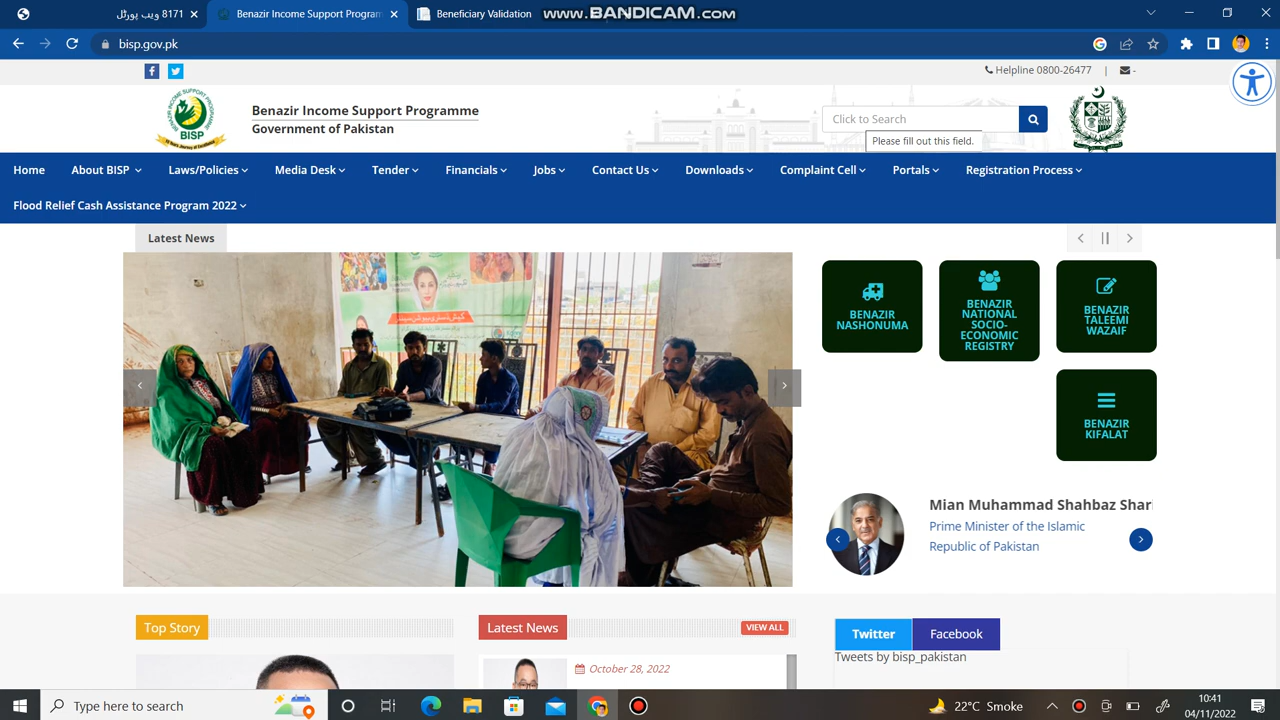 8171 ویب پورٹل
Benazir Income Support Program
Beneficiary Validation
www.BANDICAM.com
bisp.gov.pk
Helpline 0800-26477 | -
BISP
Benazir Income Support Programme
Government of Pakistan
Click to Search
Please fill out this field.
Home
About BISP
Laws/Policies
Media Desk
Tender
Financials
Jobs
Contact Us
Downloads
Complaint Cell
Portals
Registration Process
Flood Relief Cash Assistance Program 2022
Latest News
BENAZIR
NASHONUMA
BENAZIR
NATIONAL
SOCIO-
ECONOMIC
REGISTRY
BENAZIR
TALEEMI
WAZAIF
BENAZIR
KIFALAT
Mian Muhammad Shahbaz Shari
Prime Minister of the Islamic
Republic of Pakistan
Top Story
Latest News
VIEW ALL
October 28, 2022
Twitter
Facebook
Tweets by bisp_pakistan
Type here to search
22°C Smoke
10:41
04/11/2022